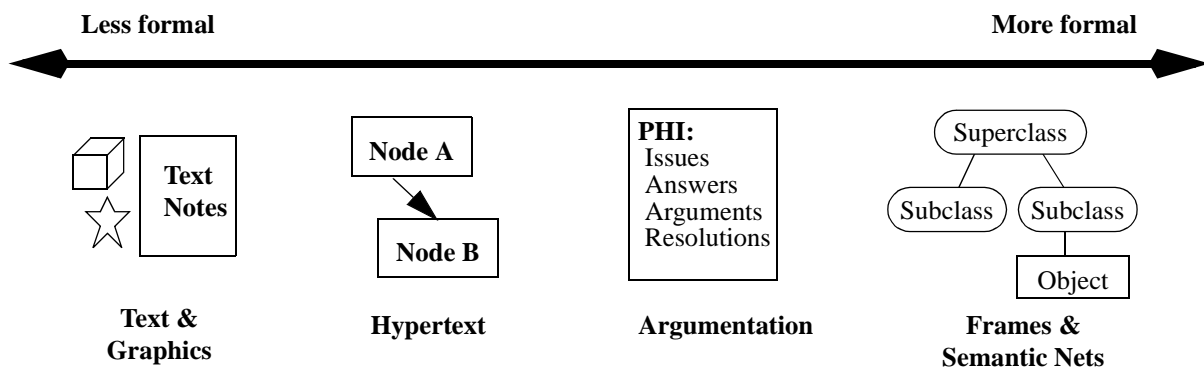 Less formal
More formal
Text
Notes
Node A
Node B
PHI:
Issues
Answers
Arguments
Resolutions
Superclass
Subclass
Subclass
Object
Text &
Graphics
Hypertext
Argumentation
Frames &
Semantic Nets